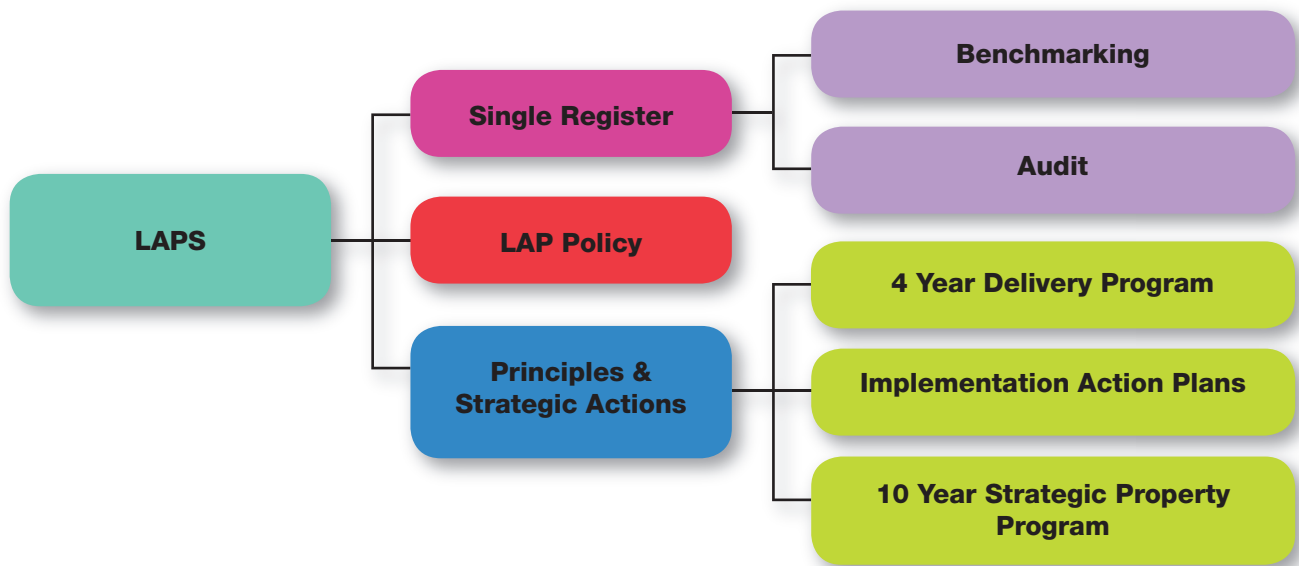 LAPS
Single Register
LAP Policy
Principles &
Strategic Actions
Benchmarking
Audit
4 Year Delivery Program
Implementation Action Plans
10 Year Strategic Property
Program